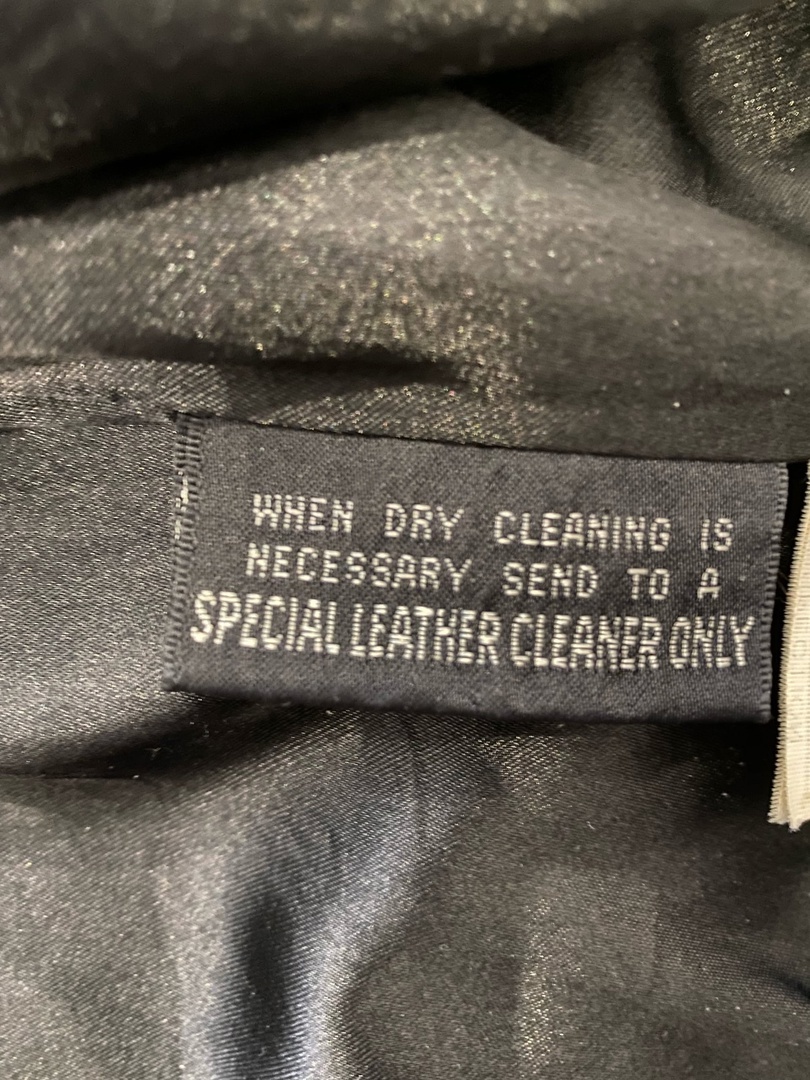 WHEN DRY CLEANING IS
NECESSARY SEND TO A
SPECIAL LEATHER CLEANER ONLY